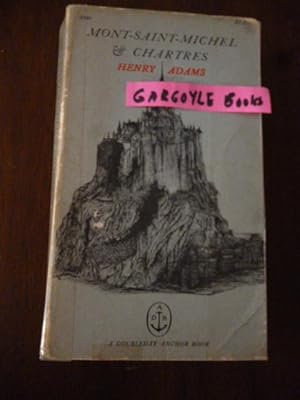 MONT-SAINT-MICHEL
& CHARTRES
HENRY ADAMS
GARGOYLE Books
A D B
A DOUBLEDAY ANCHOR BOOK